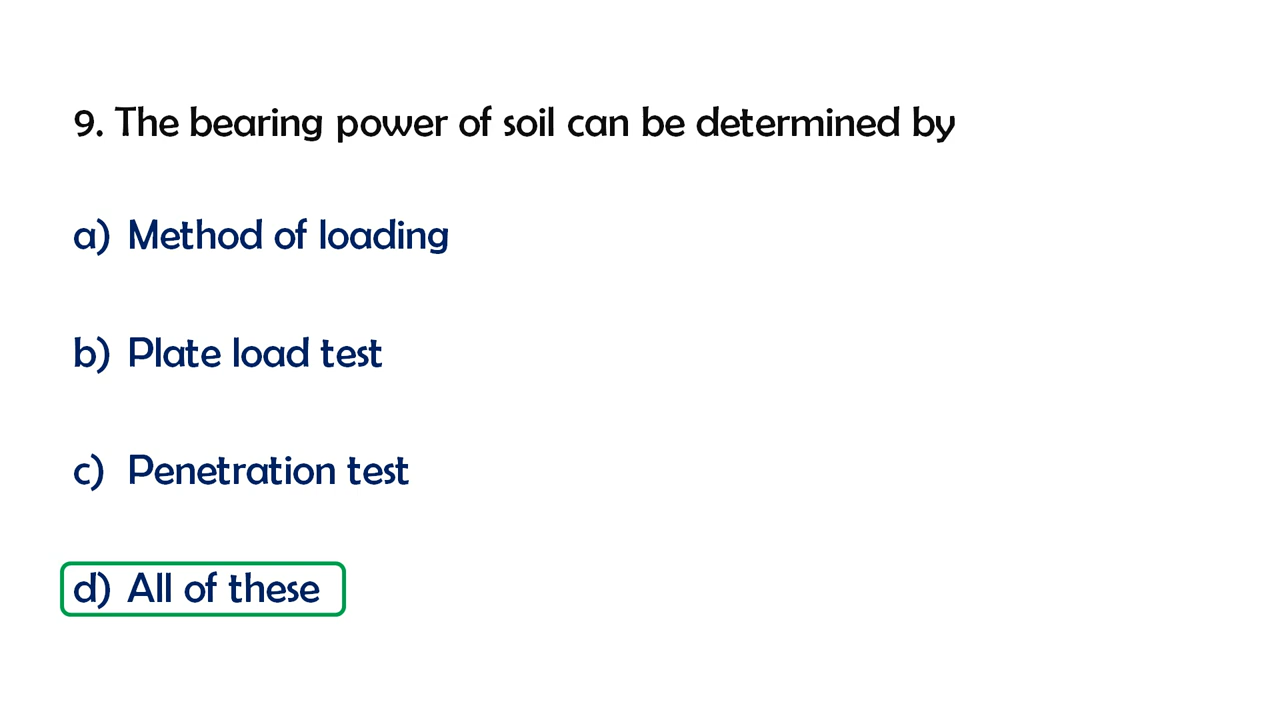 9. The bearing power of soil can be determined by
a) Method of loading
b) Plate load test
c) Penetration test
d) All of these